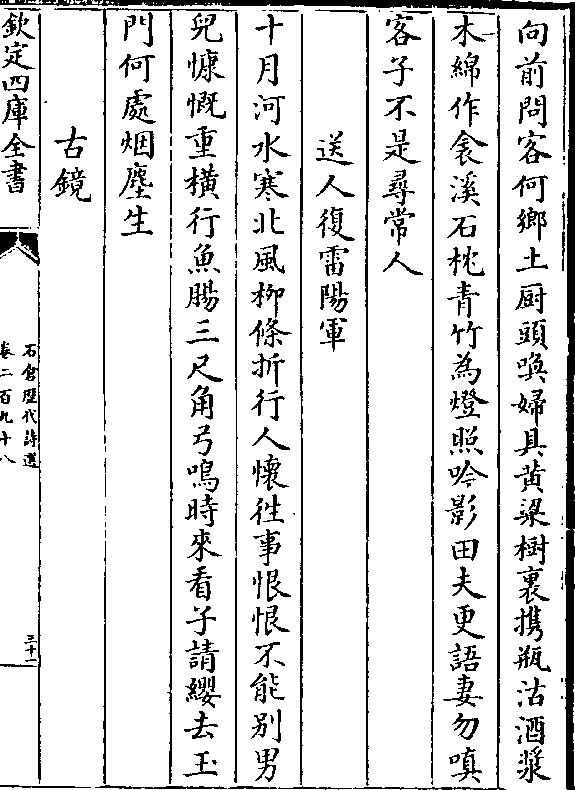 向前問客何鄉土厨頭喚婦具黄粱樹裏攜瓶沽酒漿
木綿作衾溪石枕青竹為燈照吟影田夫更語妻勿嗔
客子不是尋常人
送人復雷陽軍
十月河水寒北風柳條折行人懷往事恨恨不能别男
兒慷慨重横行魚腸三尺角弓鳴時來看子請纓去玉
門何處烟塵生
古鏡
欽定四庫全書
石倉歷代詩選
卷二百九十八
三十一